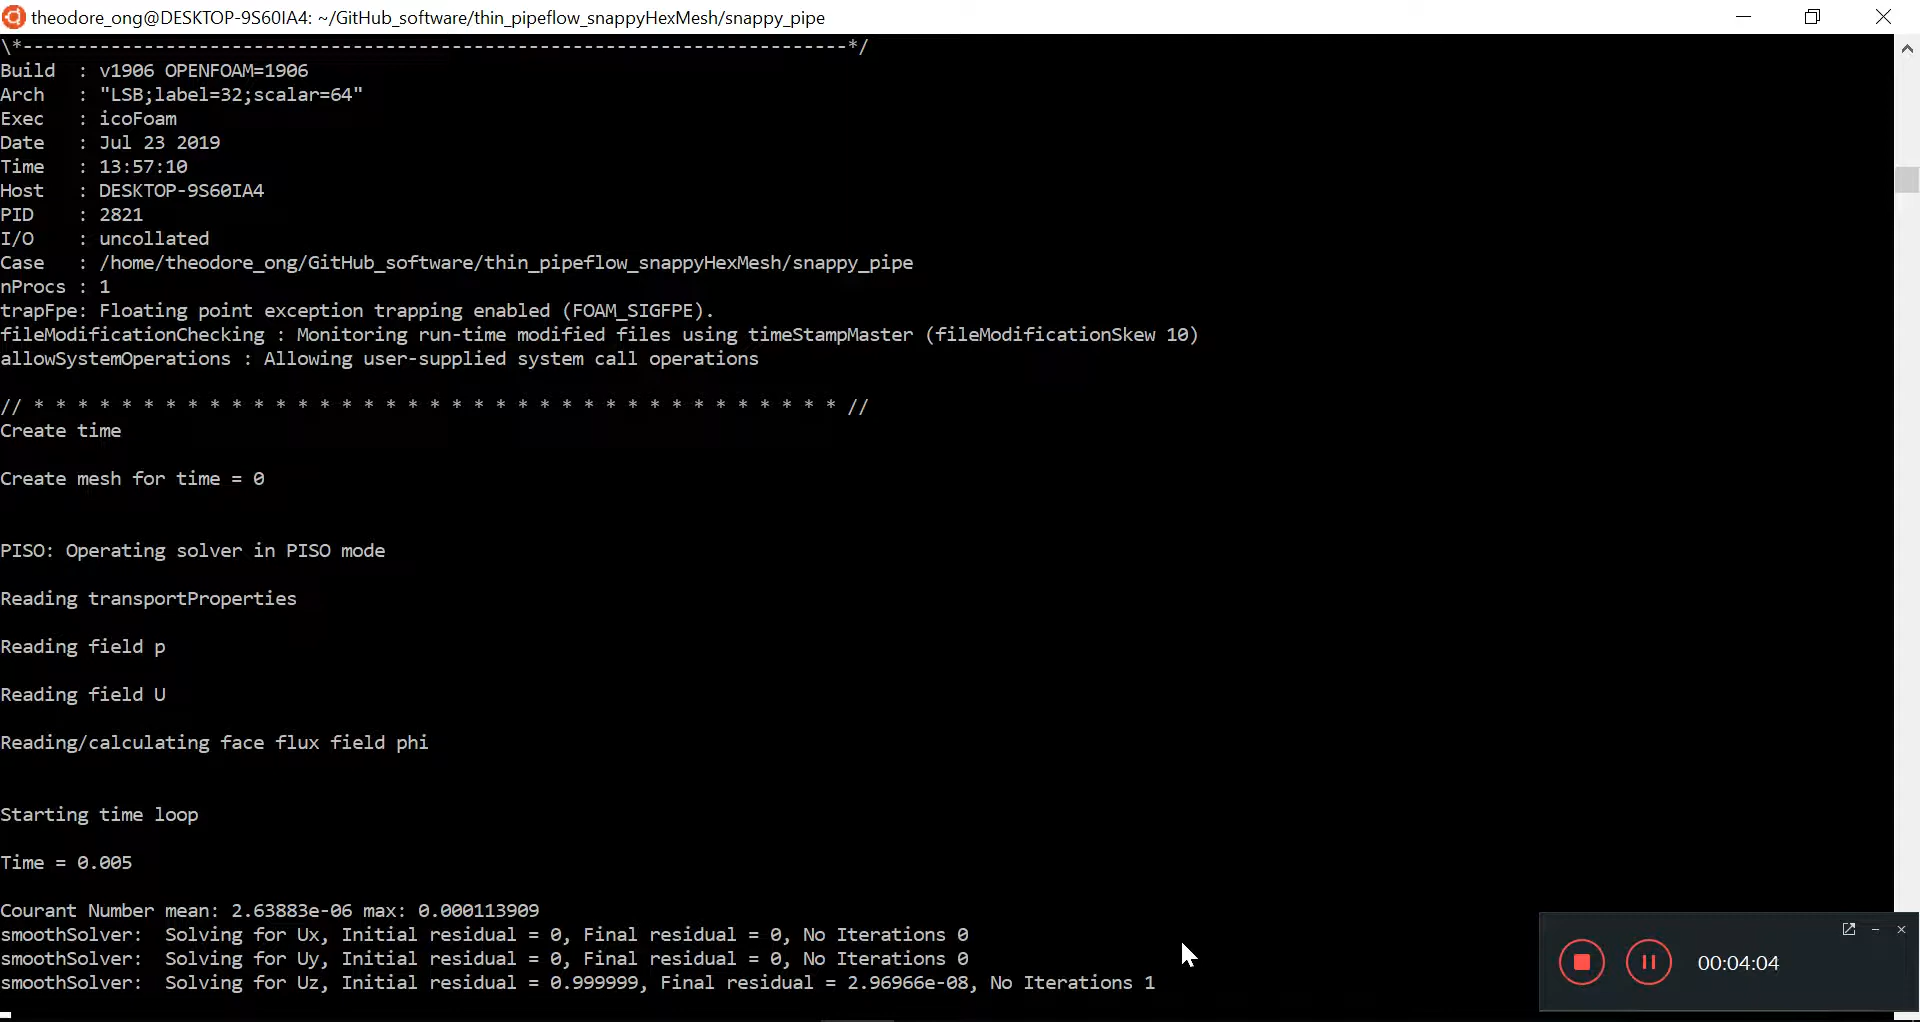 theodore_ong@DESKTOP-9S60IA4: ~/GitHub_software/thin_pipeflow_snappyHexMesh/snappy_pipe
\*---------------------------------------------------------------------------*/
Build  : v1906 OPENFOAM=1906
Arch   : "LSB;label=32;scalar=64"
Exec   : icoFoam
Date   : Jul 23 2019
Time   : 13:57:10
Host   : DESKTOP-9S60IA4
PID    : 2821
I/O    : uncollated
Case   : /home/theodore_ong/GitHub_software/thin_pipeflow_snappyHexMesh/snappy_pipe
nProcs : 1
trapFpe: Floating point exception trapping enabled (FOAM_SIGFPE).
fileModificationChecking : Monitoring run-time modified files using timeStampMaster (fileModificationSkew 10)
allowSystemOperations : Allowing user-supplied system call operations
// * * * * * * * * * * * * * * * * * * * * * * * * * * * * * * * * * * * * * //
Create time
Create mesh for time = 0
PISO: Operating solver in PISO mode
Reading transportProperties
Reading field p
Reading field U
Reading/calculating face flux field phi
Starting time loop
Time = 0.005
Courant Number mean: 2.63883e-06 max: 0.000113909
smoothSolver:  Solving for Ux, Initial residual = 0, Final residual = 0, No Iterations 0
smoothSolver:  Solving for Uy, Initial residual = 0, Final residual = 0, No Iterations 0
smoothSolver:  Solving for Uz, Initial residual = 0.999999, Final residual = 2.96966e-08, No Iterations 1
00:04:04